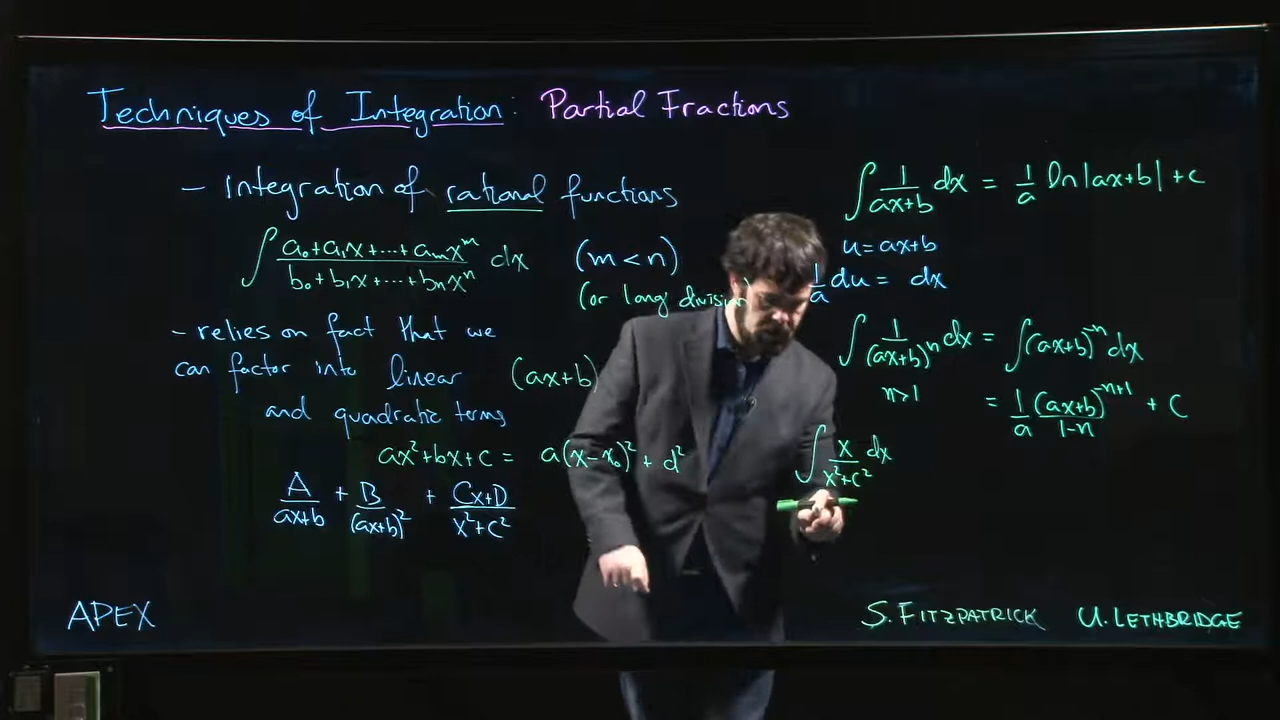 Techniques of Integration: Partial Fractions
- Integration of rational functions
∫ (a₀+a₁x+⋯+aₘxᵐ)/(b₀+b₁x+⋯+bₙxⁿ) dx (m<n)
(or long division)
- relies on fact that we
can factor into linear (ax+b)
and quadratic terms
ax²+bx+c = a(x-x₀)² + d²
A/(ax+b) + B/(ax+b)² + (Cx+D)/(x²+c²)
∫ 1/(ax+b) dx = 1/a ln|ax+b| + c
u = ax+b
1/a du = dx
∫ 1/(ax+b)ⁿ dx = ∫(ax+b)⁻ⁿ dx
n>1
= 1/a (ax+b)⁻ⁿ⁺¹/(1-n) + C
∫ x/(x²+c²) dx
APEX
S. FITZPATRICK U. LETHBRIDGE